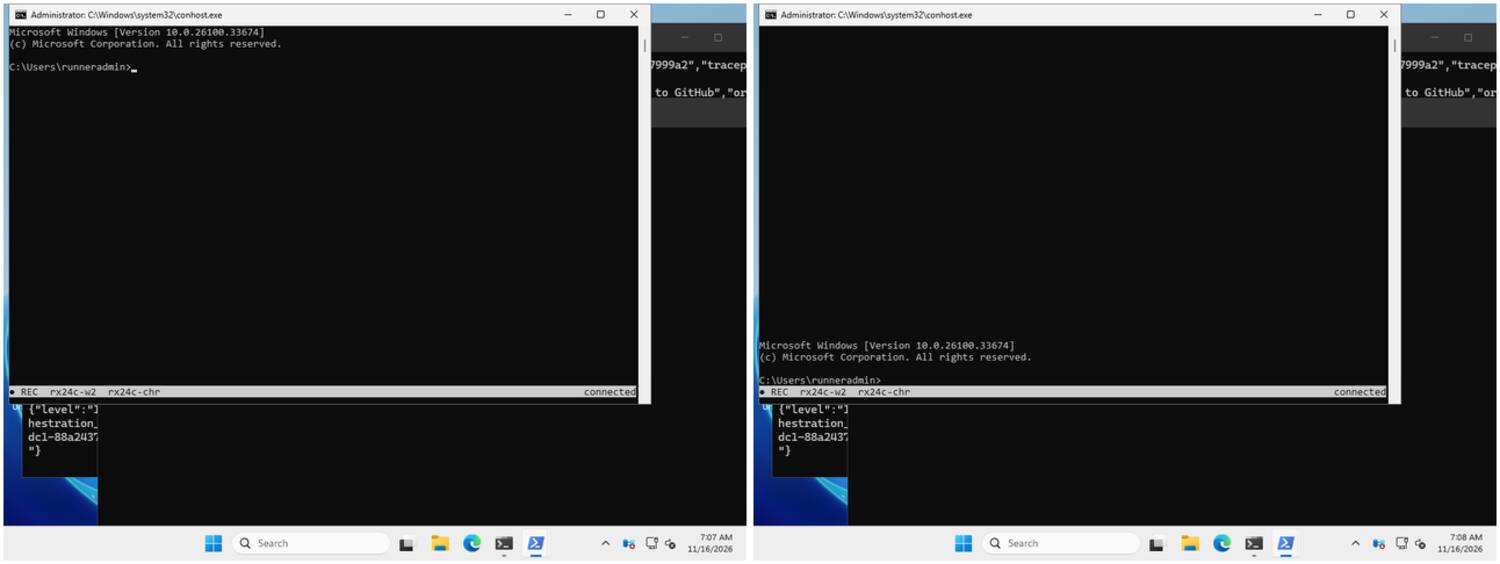 Administrator: C:\Windows\system32\conhost.exe
Microsoft Windows [Version 10.0.26100.33674]
(c) Microsoft Corporation. All rights reserved.
C:\Users\runneradmin>
7999a2","tracep
to GitHub","or
● REC rx24c-w2 rx24c-chr connected
{"level":"I
hestration_
dc1-88a2437
"}
Search
7:07 AM
11/16/2026
Administrator: C:\Windows\system32\conhost.exe
7999a2","tracep
to GitHub","or
Microsoft Windows [Version 10.0.26100.33674]
(c) Microsoft Corporation. All rights reserved.
C:\Users\runneradmin>
● REC rx24c-w2 rx24c-chr connected
{"level":"I
hestration_
dc1-88a2437
"}
Search
7:08 AM
11/16/2026